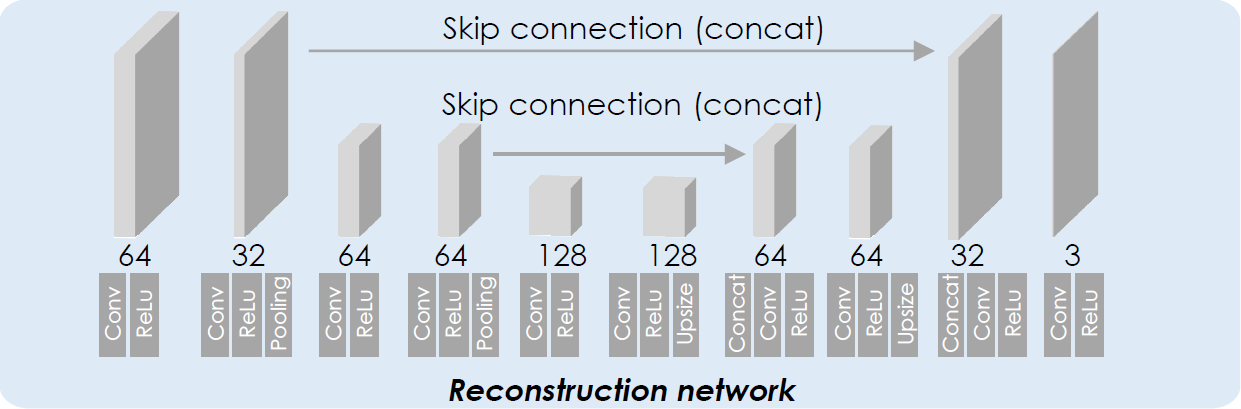 Skip connection (concat)
Skip connection (concat)
64 32 64 64 128 128 64 64 32 3
Conv ReLu
Conv ReLu Pooling
Conv ReLu
Conv ReLu Pooling
Conv ReLu
Conv ReLu Upsize
Concat Conv ReLu
Conv ReLu Upsize
Concat Conv ReLu
Conv ReLu
Reconstruction network